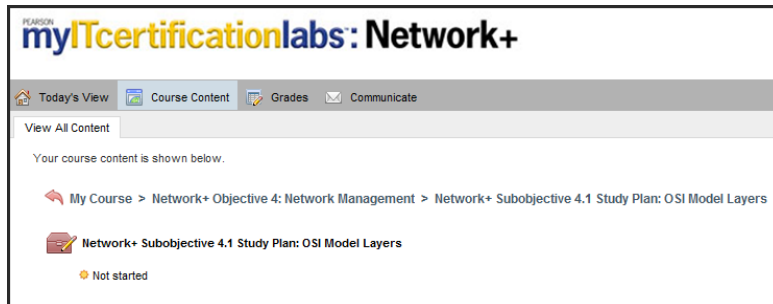 PEARSON
myITcertificationlabs™: Network+
Today's View Course Content Grades Communicate
View All Content
Your course content is shown below.
My Course > Network+ Objective 4: Network Management > Network+ Subobjective 4.1 Study Plan: OSI Model Layers
Network+ Subobjective 4.1 Study Plan: OSI Model Layers
Not started